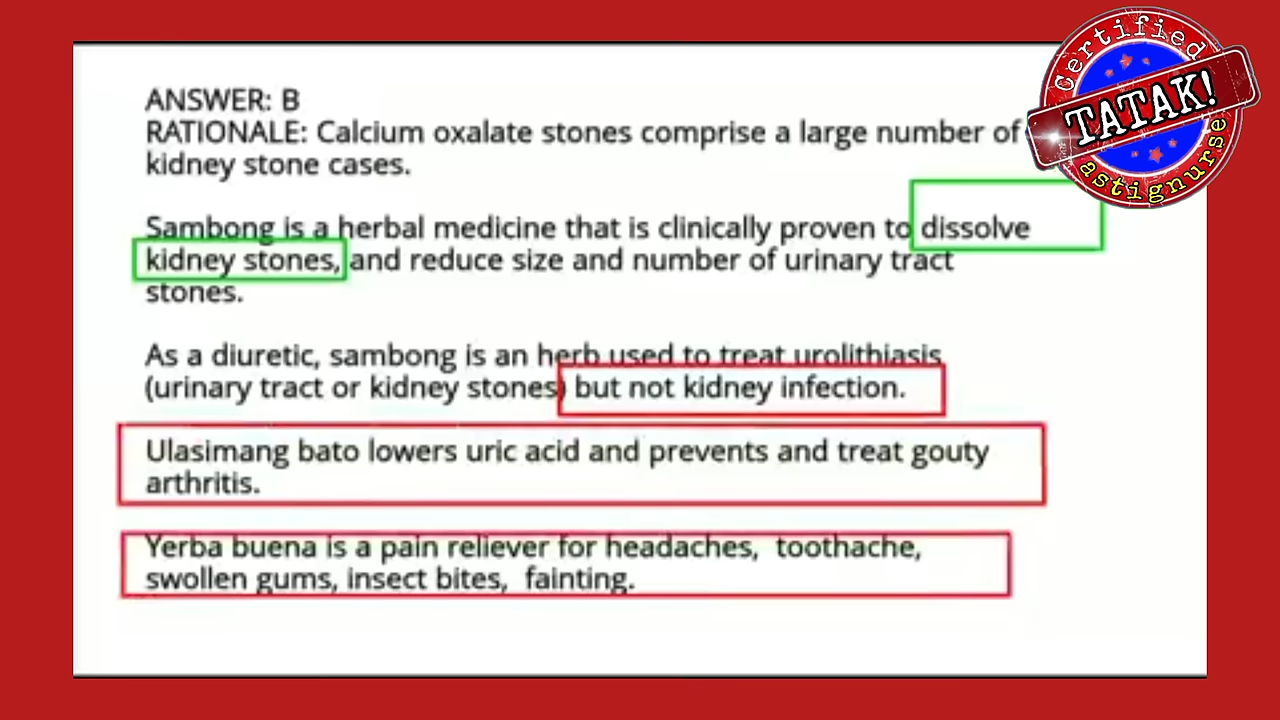 ANSWER: B
RATIONALE: Calcium oxalate stones comprise a large number of
kidney stone cases.
Sambong is a herbal medicine that is clinically proven to dissolve
kidney stones, and reduce size and number of urinary tract
stones.
As a diuretic, sambong is an herb used to treat urolithiasis
(urinary tract or kidney stones) but not kidney infection.
Ulasimang bato lowers uric acid and prevents and treat gouty
arthritis.
Yerba buena is a pain reliever for headaches, toothache,
swollen gums, insect bites, fainting.
Certified
TATAK!
astignurse